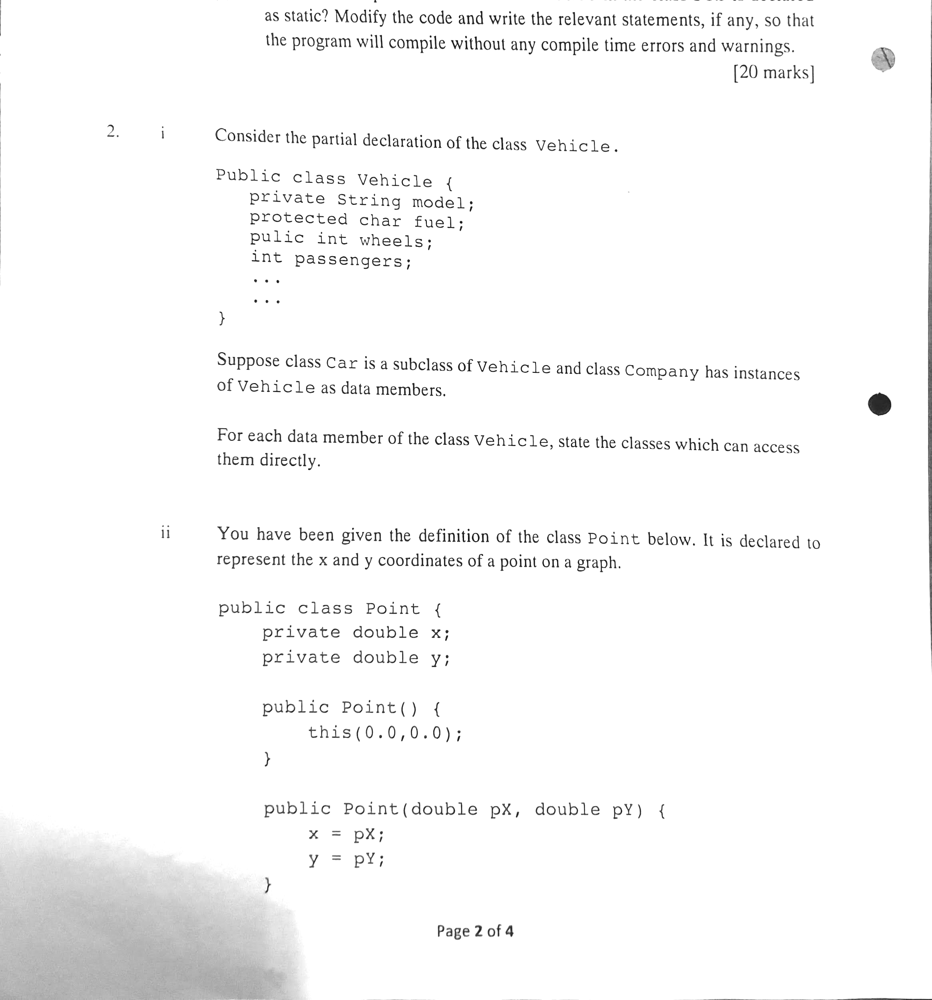 as static? Modify the code and write the relevant statements, if any, so that
the program will compile without any compile time errors and warnings.
[20 marks]
2. i Consider the partial declaration of the class Vehicle.
Public class Vehicle {
private String model;
protected char fuel;
pulic int wheels;
int passengers;
...
...
}
Suppose class Car is a subclass of Vehicle and class Company has instances
of Vehicle as data members.
For each data member of the class Vehicle, state the classes which can access
them directly.
ii You have been given the definition of the class Point below. It is declared to
represent the x and y coordinates of a point on a graph.
public class Point {
private double x;
private double y;
public Point() {
this(0.0,0.0);
}
public Point(double pX, double pY) {
x = pX;
y = pY;
}
Page 2 of 4